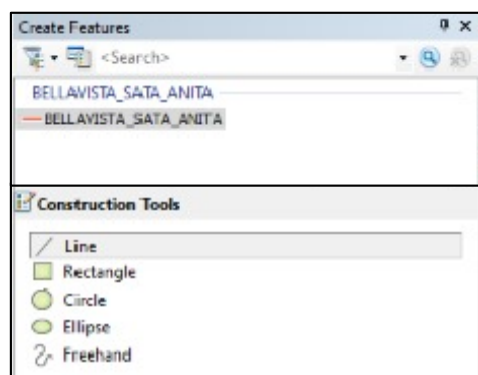 Create Features
<Search>
BELLAVISTA_SATA_ANITA
BELLAVISTA_SATA_ANITA
Construction Tools
Line
Rectangle
Circle
Ellipse
Freehand